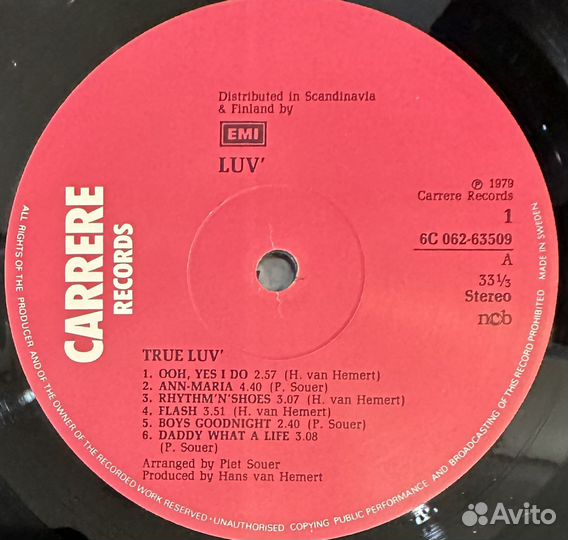 Distributed in Scandinavia
& Finland by
EMI
LUV'
℗ 1979
Carrere Records
1
6C 062-63509
A
33⅓
Stereo
ncb
CARRERE
RECORDS
TRUE LUV'
1. OOH, YES I DO 2.57 (H. van Hemert)
2. ANN-MARIA 4.40 (P. Souer)
3. RHYTHM'N'SHOES 3.07 (H. van Hemert)
4. FLASH 3.51 (H. van Hemert)
5. BOYS GOODNIGHT 2.40 (P. Souer)
6. DADDY WHAT A LIFE 3.08
(P. Souer)
Arranged by Piet Souer
Produced by Hans van Hemert
ALL RIGHTS OF THE PRODUCER AND OF THE OWNER OF THE RECORDED WORK RESERVED · UNAUTHORISED COPYING PUBLIC PERFORMANCE AND BROADCASTING OF THIS RECORD PROHIBITED MADE IN SWEDEN
Avito